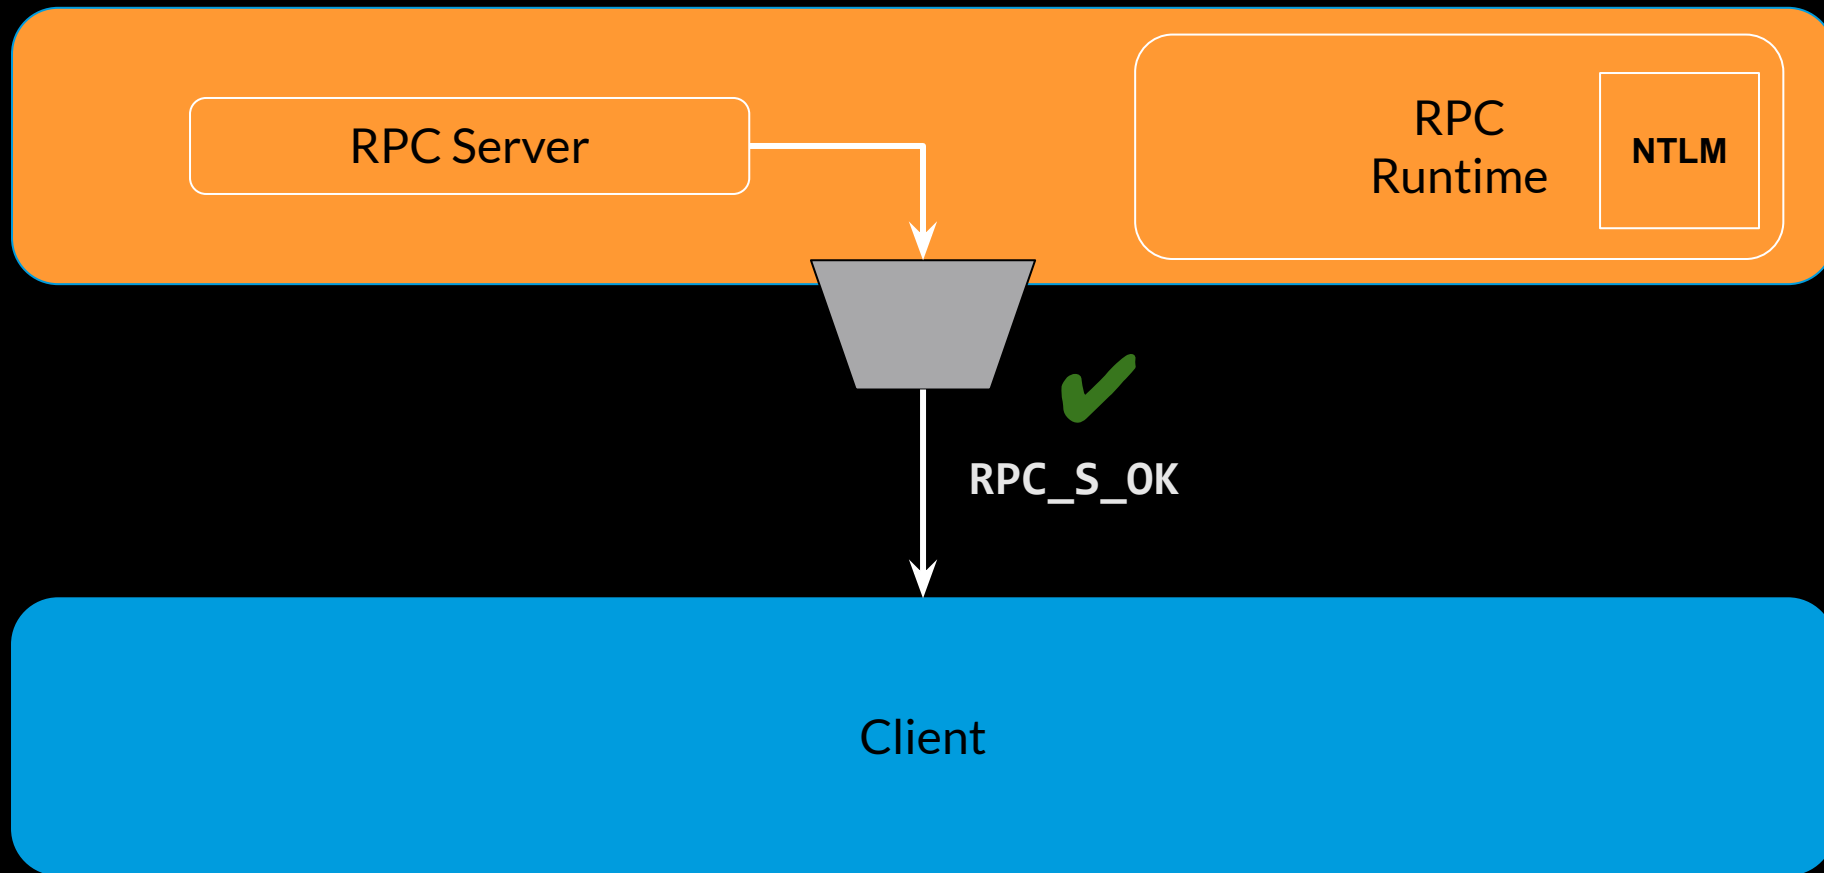 RPC Server
RPC
Runtime
NTLM
RPC_S_OK
Client